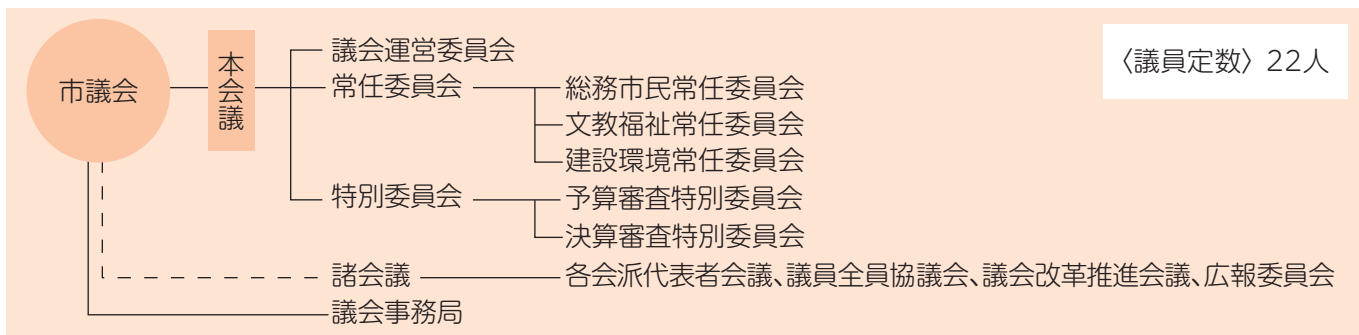 市議会
本会議
議会運営委員会
常任委員会
総務市民常任委員会
文教福祉常任委員会
建設環境常任委員会
特別委員会
予算審査特別委員会
決算審査特別委員会
諸会議
各会派代表者会議、議員全員協議会、議会改革推進会議、広報委員会
議会事務局
〈議員定数〉22人